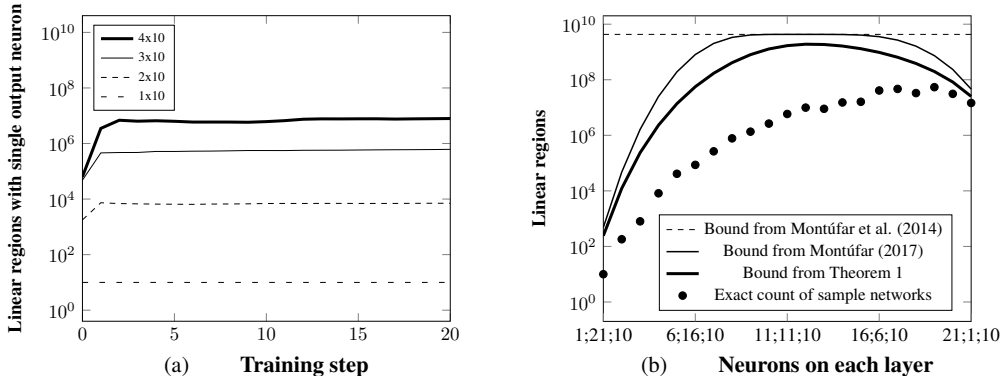 Linear regions with single output neuron
10^10
10^8
10^6
10^4
10^2
10^0
4x10
3x10
2x10
1x10
0
5
10
15
20
(a) Training step
Linear regions
10^10
10^8
10^6
10^4
10^2
10^0
Bound from Montúfar et al. (2014)
Bound from Montúfar (2017)
Bound from Theorem 1
Exact count of sample networks
1;21;10
6;16;10
11;11;10
16;6;10
21;1;10
(b) Neurons on each layer